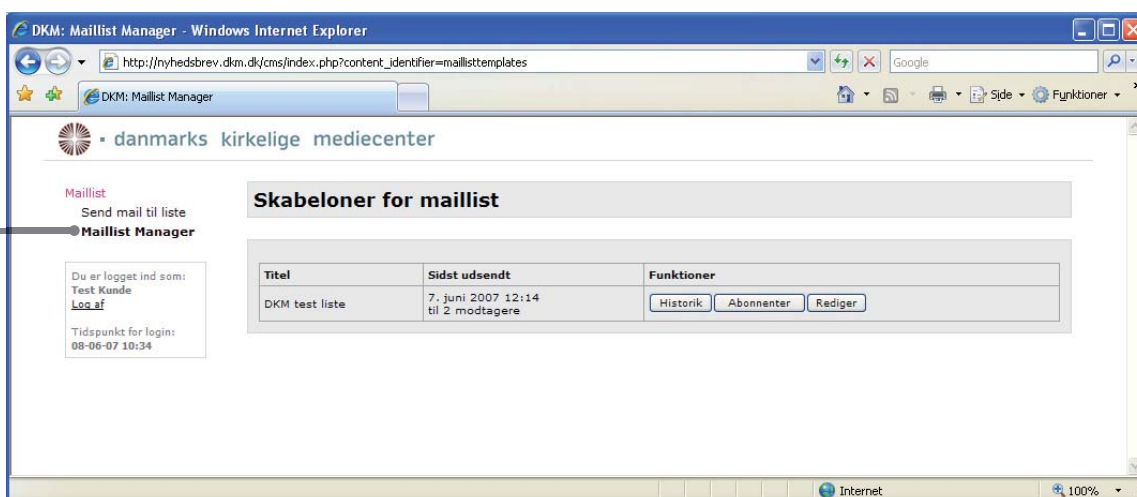 DKM: Maillist Manager - Windows Internet Explorer
http://nyhedsbrev.dkm.dk/cms/index.php?content_identifier=maillisttemplates
Google
DKM: Maillist Manager
Side
Funktioner
danmarks kirkelige mediecenter
Maillist
Send mail til liste
Maillist Manager
Du er logget ind som:
Test Kunde
Log af
Tidspunkt for login:
08-06-07 10:34
Skabeloner for maillist
Titel Sidst udsendt Funktioner
DKM test liste 7. juni 2007 12:14 Historik Abonnenter Rediger
til 2 modtagere
Internet 100%